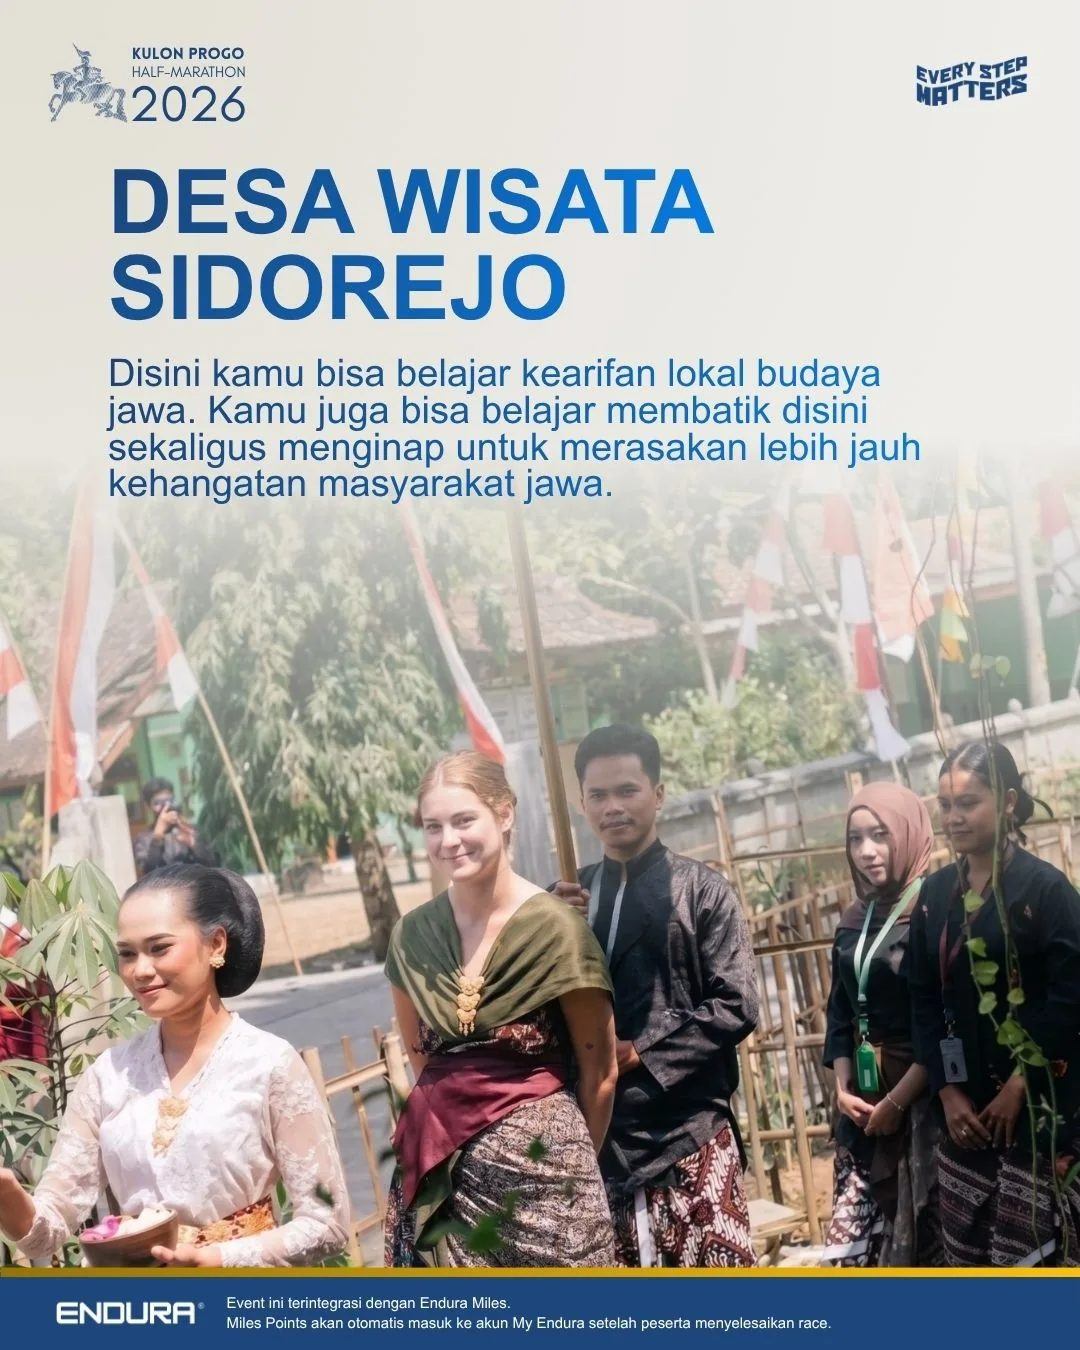 KULON PROGO
HALF-MARATHON
2026
EVERY STEP
MATTERS
DESA WISATA
SIDOREJO
Disini kamu bisa belajar kearifan lokal budaya
jawa. Kamu juga bisa belajar membatik disini
sekaligus menginap untuk merasakan lebih jauh
kehangatan masyarakat jawa.
ENDURA®
Event ini terintegrasi dengan Endura Miles.
Miles Points akan otomatis masuk ke akun My Endura setelah peserta menyelesaikan race.